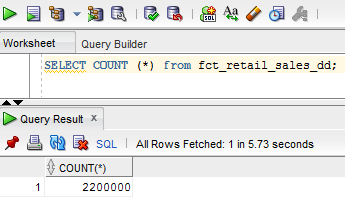 Worksheet Query Builder
SELECT COUNT (*) from fct_retail_sales_dd;
Query Result x
SQL | All Rows Fetched: 1 in 5.73 seconds
COUNT(*)
1 2200000